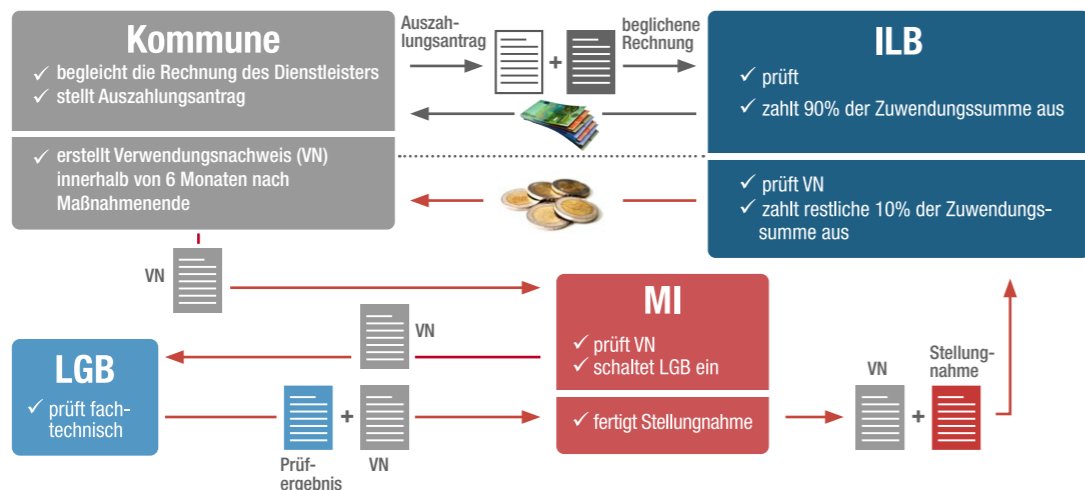 Kommune
✓ begleicht die Rechnung des Dienstleisters
✓ stellt Auszahlungsantrag
✓ erstellt Verwendungsnachweis (VN)
innerhalb von 6 Monaten nach
Maßnahmenende
Auszah-
lungsantrag
+
beglichene
Rechnung
ILB
✓ prüft
✓ zahlt 90% der Zuwendungssumme aus
✓ prüft VN
✓ zahlt restliche 10% der Zuwendungs-
summe aus
VN
MI
✓ prüft VN
✓ schaltet LGB ein
✓ fertigt Stellungnahme
VN
LGB
✓ prüft fach-
technisch
Prüf-
ergebnis
+
VN
VN
+
Stellung-
nahme